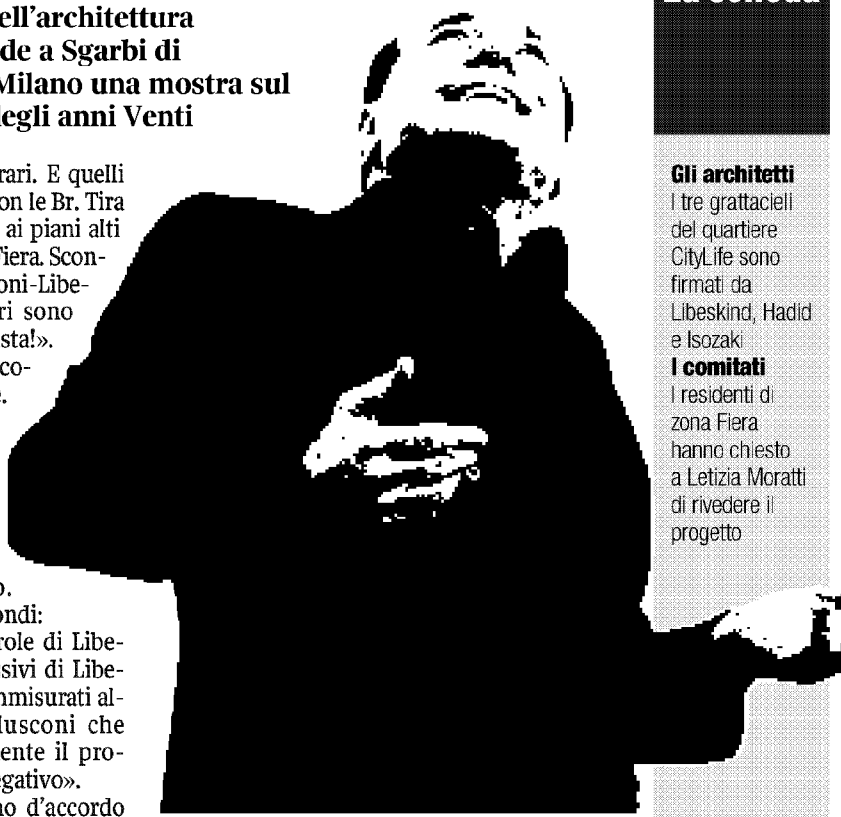 ell'architettura
de a Sgarbi di
Milano una mostra sul
degli anni Venti
rari. E quelli
on le Br. Tira
ai piani alti
Fiera. Scon-
oni-Libe-
ri sono
sta!».
co-
e.
o.
ondi:
role di Libe-
sivi di Libe-
nmisurati al-
lusconi che
ente il pro-
egativo».
no d'accordo
Gli architetti
I tre grattacieli
del quartiere
CityLife sono
firmati da
Libeskind, Hadid
e Isozaki
I comitati
I residenti di
zona Fiera
hanno chiesto
a Letizia Moratti
di rivedere il
progetto